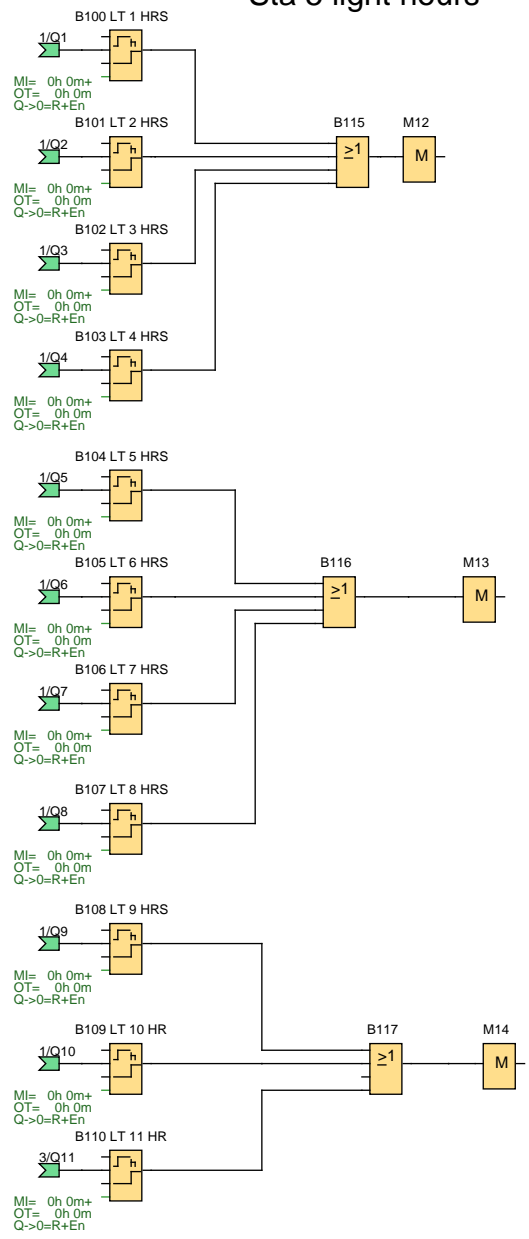 B100 LT 1 HRS
1/Q1
MI=   0h 0m+
OT=    0h 0m
Q->0=R+En
B101 LT 2 HRS
B115
M12
1/Q2
≥1
M
MI=   0h 0m+
OT=    0h 0m
Q->0=R+En
B102 LT 3 HRS
1/Q3
MI=   0h 0m+
OT=    0h 0m
Q->0=R+En
B103 LT 4 HRS
1/Q4
MI=   0h 0m+
OT=    0h 0m
Q->0=R+En
B104 LT 5 HRS
1/Q5
MI=   0h 0m+
OT=    0h 0m
Q->0=R+En
B105 LT 6 HRS
B116
M13
1/Q6
≥1
M
MI=   0h 0m+
OT=    0h 0m
Q->0=R+En
B106 LT 7 HRS
1/Q7
MI=   0h 0m+
OT=    0h 0m
Q->0=R+En
B107 LT 8 HRS
1/Q8
MI=   0h 0m+
OT=    0h 0m
Q->0=R+En
B108 LT 9 HRS
1/Q9
MI=   0h 0m+
OT=    0h 0m
Q->0=R+En
B109 LT 10 HR
B117
M14
1/Q10
≥1
M
MI=   0h 0m+
OT=    0h 0m
Q->0=R+En
B110 LT 11 HR
3/Q11
MI=   0h 0m+
OT=    0h 0m
Q->0=R+En